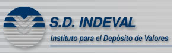 S.D. INDEVAL
Instituto para el Depósito de Valores